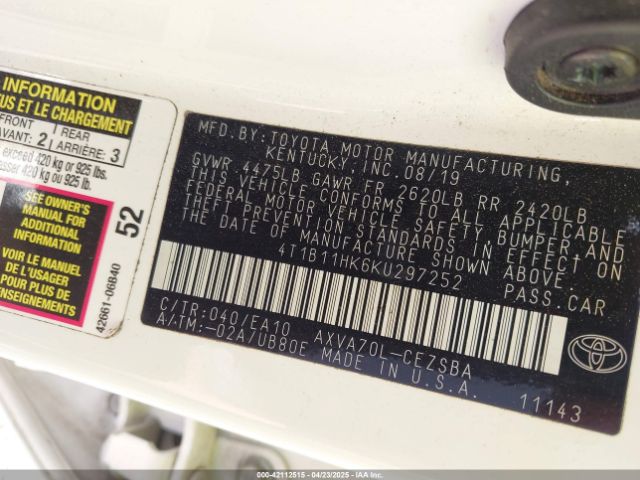 INFORMATION
US ET LE CHARGEMENT
FRONT
AVANT: 2
REAR
ARRIÈRE: 3
exceed 420 kg or 925 lbs.
sser 420 kg ou 925 lb.
SEE OWNER'S
MANUAL FOR
ADDITIONAL
INFORMATION
VOIR LE MANUEL
DE L'USAGER
POUR PLUS DE
ENSEIGNEMENTS
52
42661-06B40
MFD.BY:TOYOTA MOTOR MANUFACTURING,
KENTUCKY,INC.08/19
GVWR 4475LB GAWR FR 2620LB RR 2420LB
THIS VEHICLE CONFORMS TO ALL APPLICABLE
FEDERAL MOTOR VEHICLE SAFETY,BUMPER,AND
THEFT PREVENTION STANDARDS IN EFFECT ON
THE DATE OF MANUFACTURE SHOWN ABOVE.
4T1B11HK6KU297252
PASS.CAR
C/TR:040/EA10 AXVA70L-CEZSBA
A/TM:-02A/UB80E MADE IN U.S.A.
11143
TOYOTA
000-42112515 - 04/23/2025 - IAA Holdings, LLC